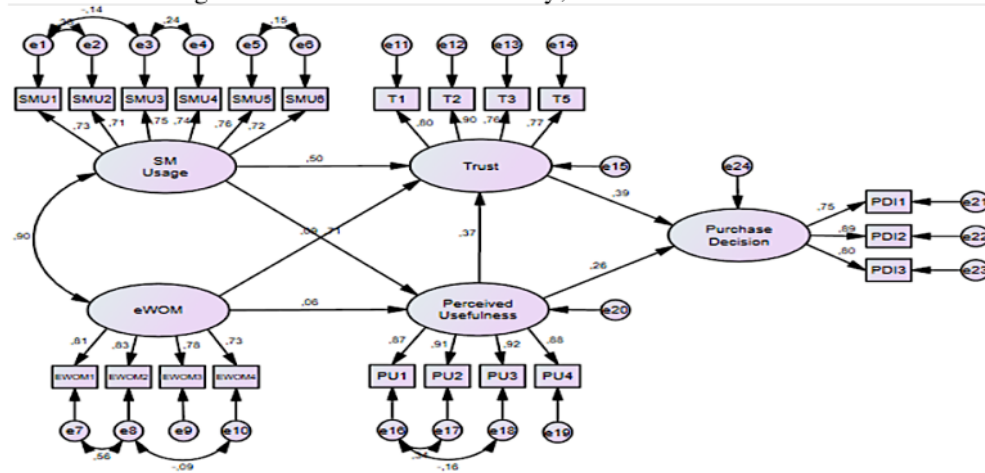 -,14
,24
,15
e1 e2 e3 e4 e5 e6
e11 e12 e13 e14
SMU1 SMU2 SMU3 SMU4 SMU5 SMU6
T1 T2 T3 T5
,73 ,71 ,75 ,74 ,76 ,72
,80 ,90 ,76 ,77
SM
Usage
,50
Trust
e15
e24
,39
,75 PDI1 e21
,90
,37
Purchase
Decision
,89 PDI2 e22
,80 PDI3 e23
,71
,26
eWOM
,06
Perceived
Usefulness
e20
,81 ,83 ,78 ,73
,87 ,91 ,92 ,88
EWOM1 EWOM2 EWOM3 EWOM4
PU1 PU2 PU3 PU4
e7 e8 e9 e10
e16 e17 e18 e19
,56
-,09
-,16